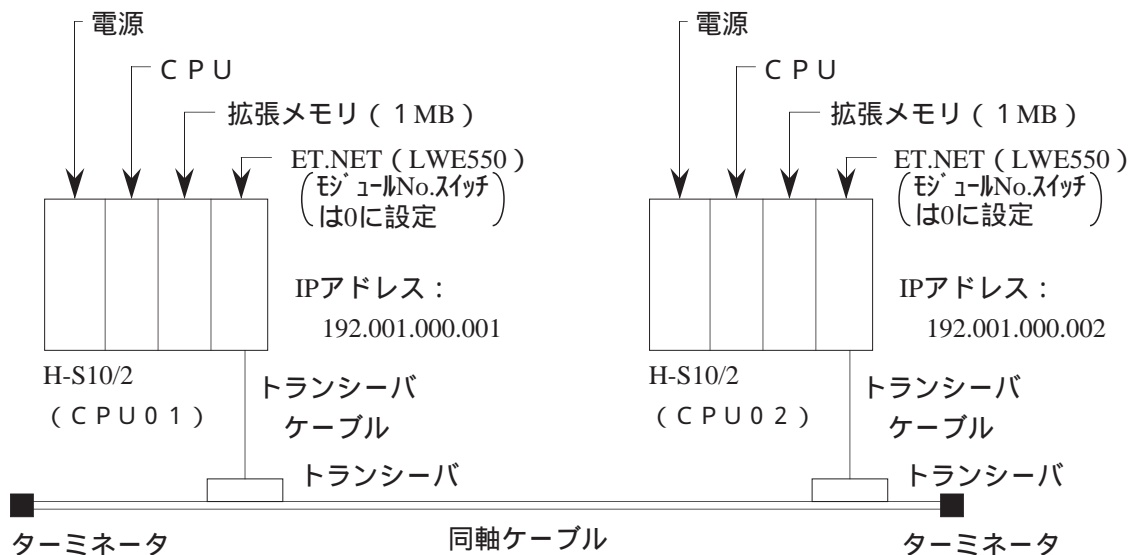 電源
CPU
拡張メモリ(1MB)
ET.NET(LWE550)
(モジュールNo.スイッチ
は0に設定)
IPアドレス:
192.001.000.001
H-S10/2
(CPU01)
トランシーバ
ケーブル
トランシーバ
ターミネータ
同軸ケーブル
電源
CPU
拡張メモリ(1MB)
ET.NET(LWE550)
(モジュールNo.スイッチ
は0に設定)
IPアドレス:
192.001.000.002
H-S10/2
(CPU02)
トランシーバ
ケーブル
トランシーバ
ターミネータ